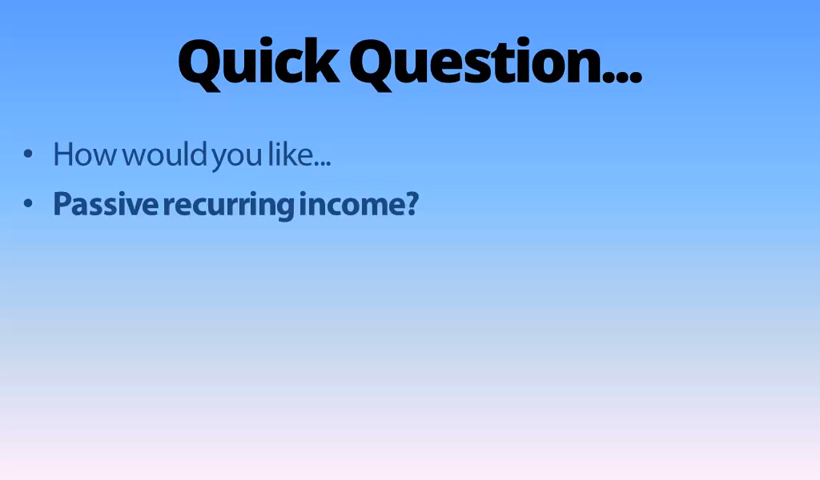 Quick Question...
• How would you like...
• Passive recurring income?